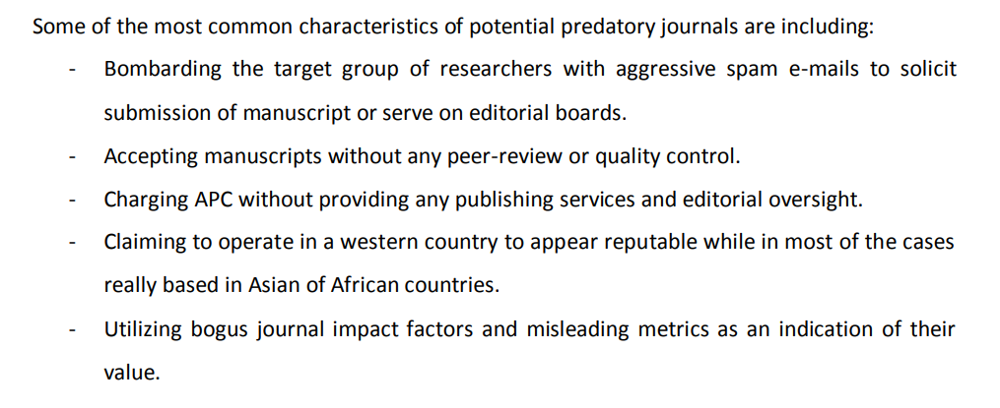 Some of the most common characteristics of potential predatory journals are including:
- Bombarding the target group of researchers with aggressive spam e-mails to solicit
submission of manuscript or serve on editorial boards.
- Accepting manuscripts without any peer-review or quality control.
- Charging APC without providing any publishing services and editorial oversight.
- Claiming to operate in a western country to appear reputable while in most of the cases
really based in Asian of African countries.
- Utilizing bogus journal impact factors and misleading metrics as an indication of their
value.